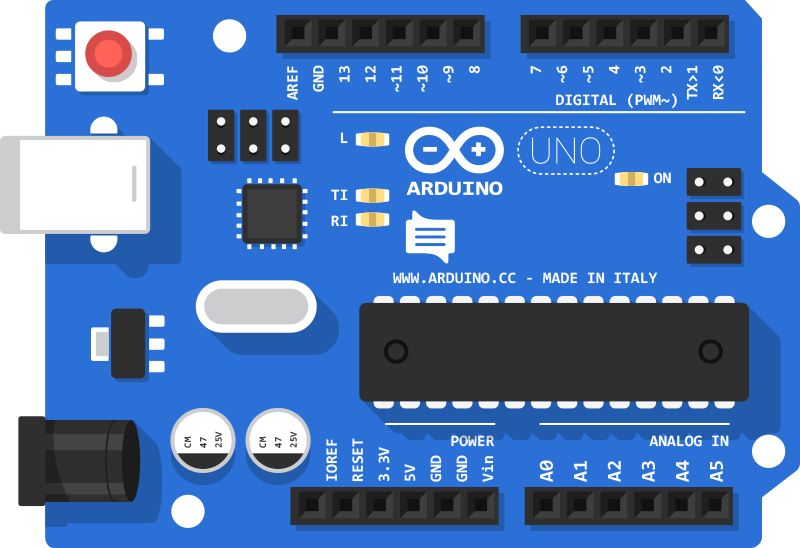 AREF GND 13 12 ~11 ~10 ~9 8
7 ~6 ~5 4 ~3 2 TX>1 RX<0
DIGITAL (PWM~)
L
UNO
ARDUINO
ON
TI
RI
WWW.ARDUINO.CC - MADE IN ITALY
CM 47 25V
CM 47 25V
POWER
IOREF RESET 3.3V 5V GND GND Vin
ANALOG IN
A0 A1 A2 A3 A4 A5